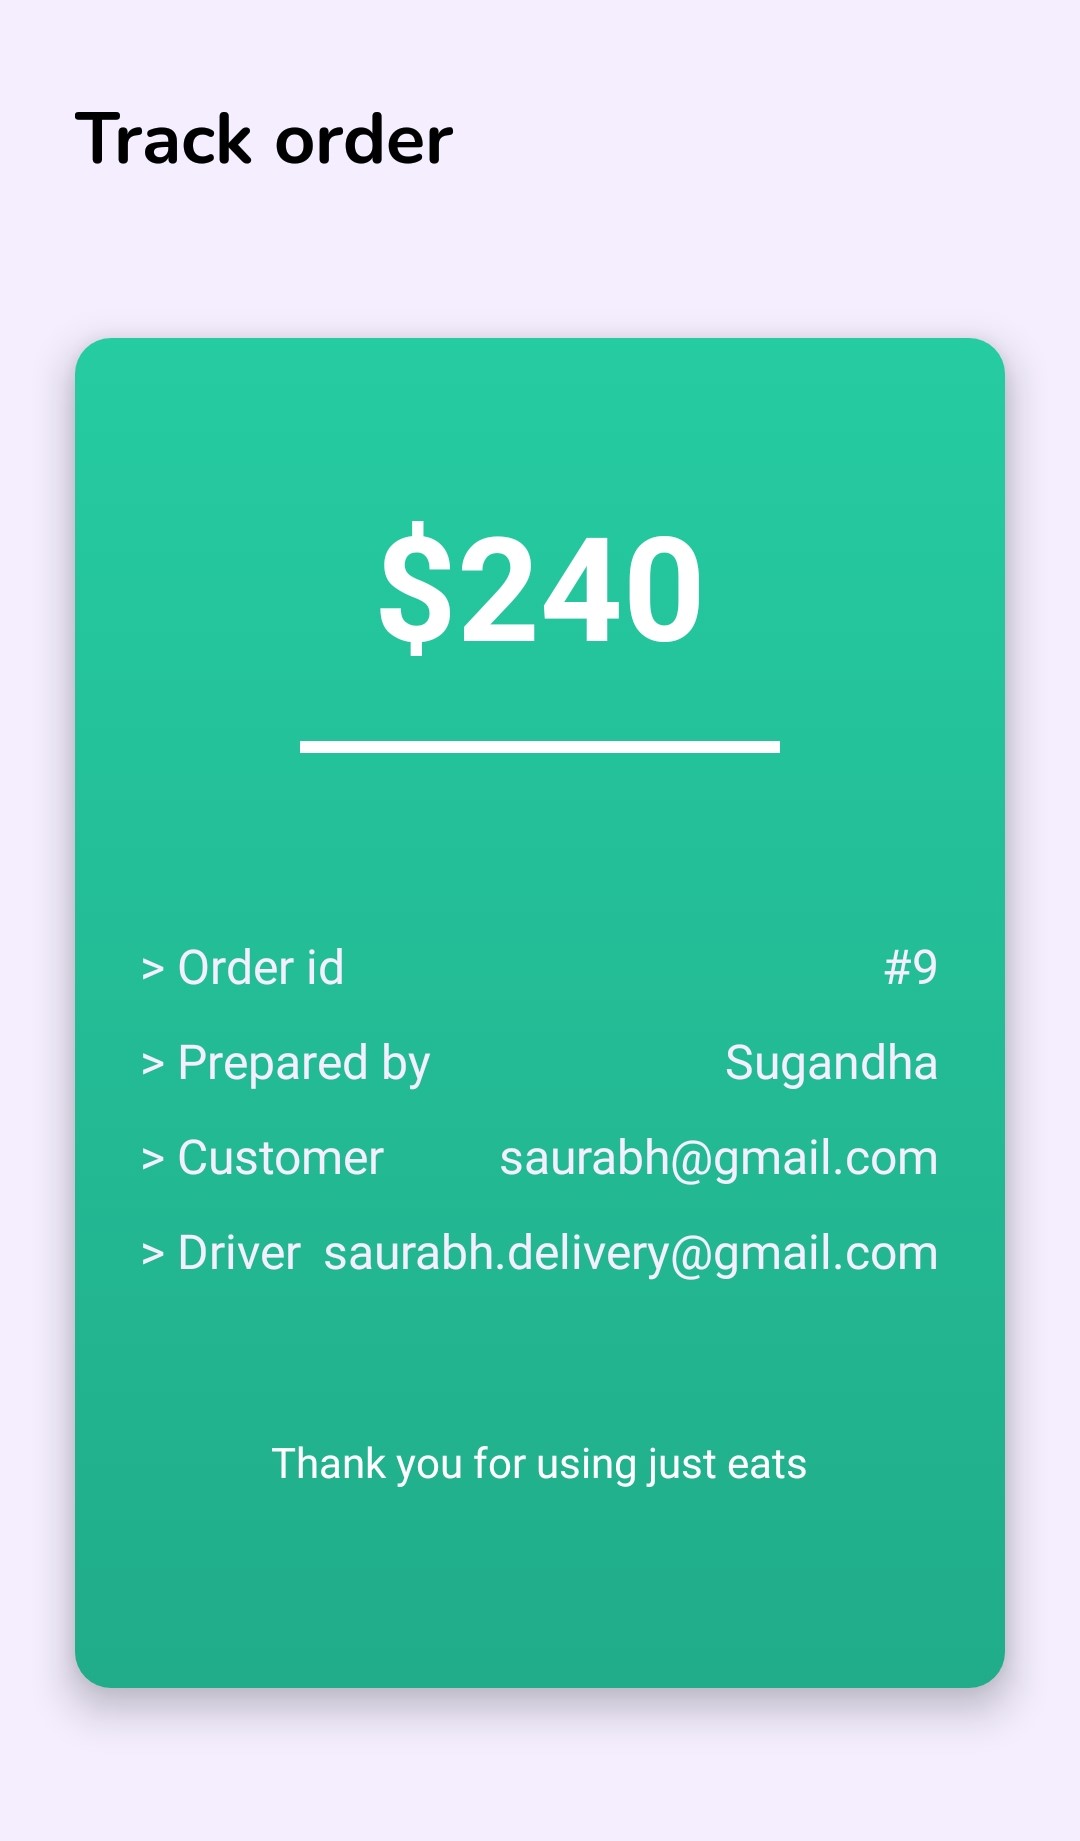 Track order
$240
> Order id #9
> Prepared by Sugandha
> Customer saurabh@gmail.com
> Driver saurabh.delivery@gmail.com
Thank you for using just eats